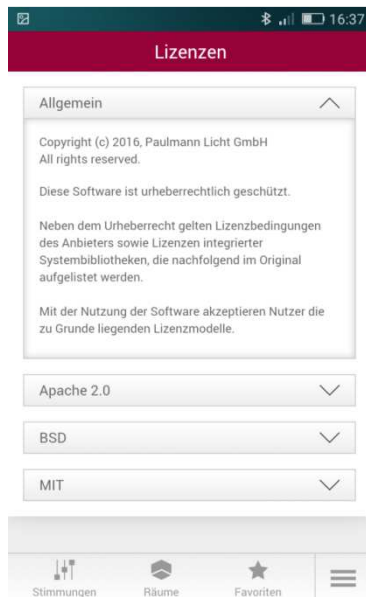 16:37
Lizenzen
Allgemein
Copyright (c) 2016, Paulmann Licht GmbH
All rights reserved.
Diese Software ist urheberrechtlich geschützt.
Neben dem Urheberrecht gelten Lizenzbedingungen
des Anbieters sowie Lizenzen integrierter
Systembibliotheken, die nachfolgend im Original
aufgelistet werden.
Mit der Nutzung der Software akzeptieren Nutzer die
zu Grunde liegenden Lizenzmodelle.
Apache 2.0
BSD
MIT
Stimmungen Räume Favoriten